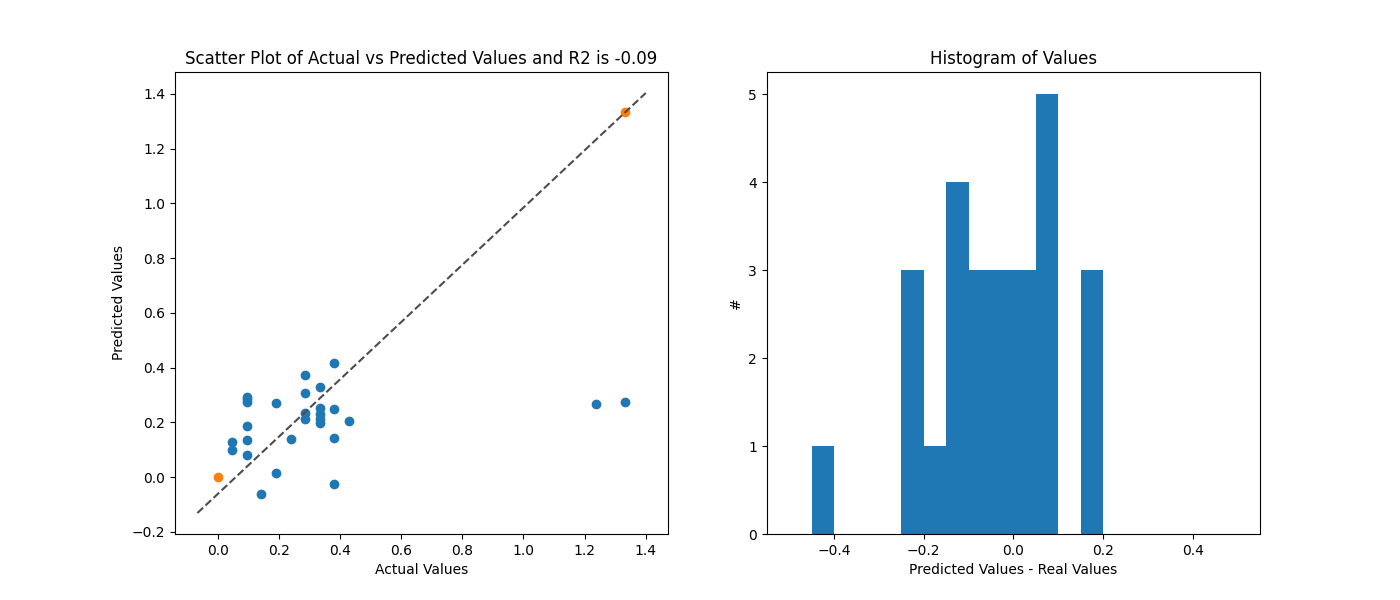 Scatter Plot of Actual vs Predicted Values and R2 is -0.09
1.4
1.2
1.0
0.8
0.6
0.4
0.2
0.0
−0.2
Predicted Values
0.0 0.2 0.4 0.6 0.8 1.0 1.2 1.4
Actual Values
Histogram of Values
5
4
3
2
1
0
#
−0.4 −0.2 0.0 0.2 0.4
Predicted Values - Real Values